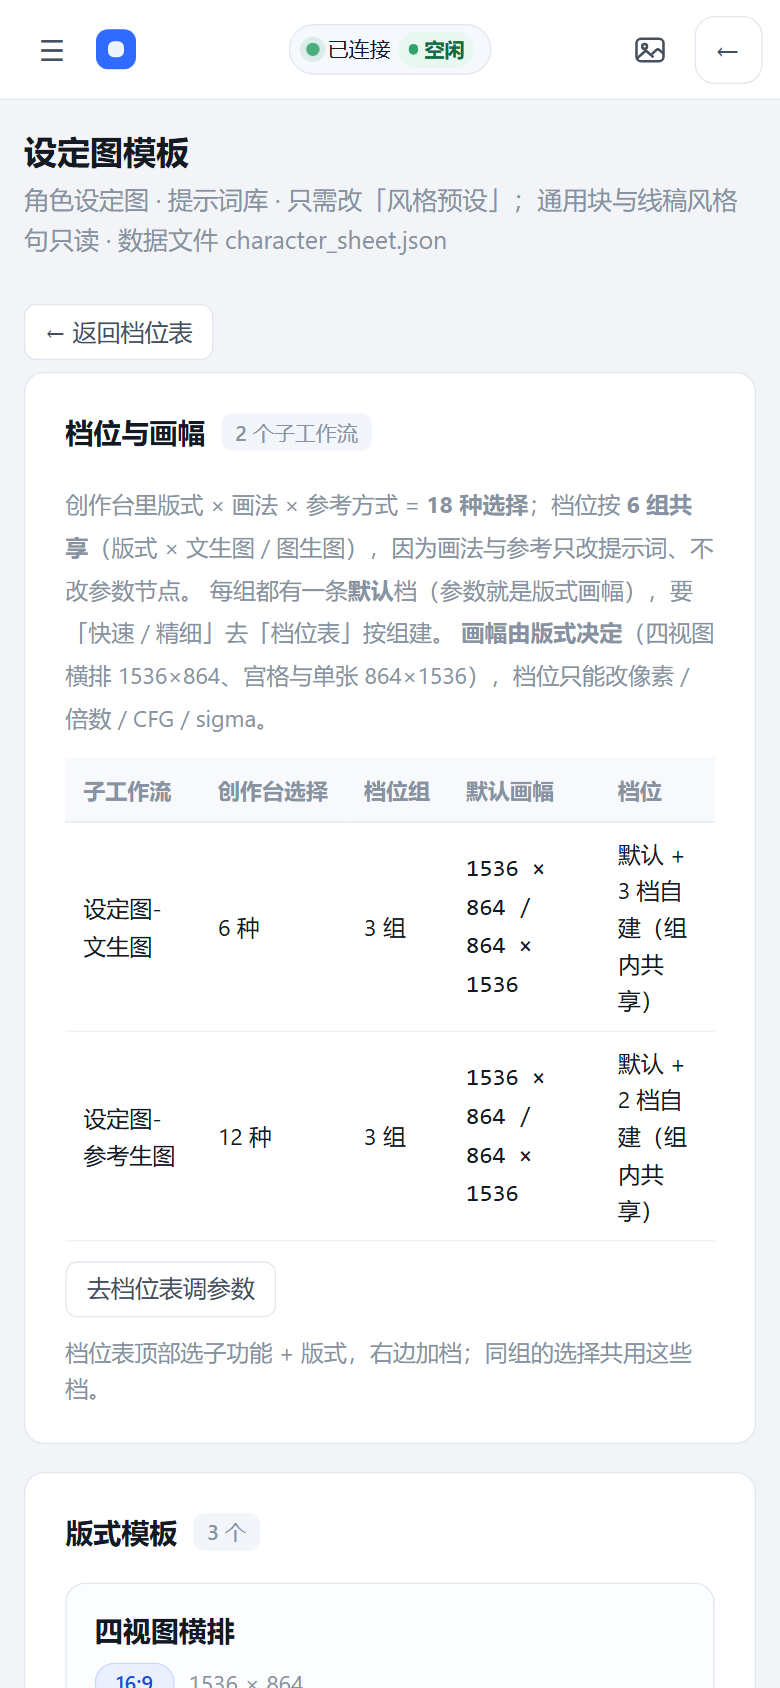 已连接 空闲
设定图模板
角色设定图 · 提示词库 · 只需改「风格预设」；通用块与线稿风格
句只读 · 数据文件 character_sheet.json
← 返回档位表
档位与画幅 2 个子工作流
创作台里版式 × 画法 × 参考方式 = 18 种选择；档位按 6 组共
享（版式 × 文生图 / 图生图），因为画法与参考只改提示词、不
改参数节点。 每组都有一条默认档（参数就是版式画幅），要
「快速 / 精细」去「档位表」按组建。 画幅由版式决定（四视图
横排 1536×864、宫格与单张 864×1536），档位只能改像素 /
倍数 / CFG / sigma。
子工作流 创作台选择 档位组 默认画幅 档位
设定图-
文生图
6 种
3 组
1536 ×
864 /
864 ×
1536
默认 +
3 档自
建（组
内共
享）
设定图-
参考生图
12 种
3 组
1536 ×
864 /
864 ×
1536
默认 +
2 档自
建（组
内共
享）
去档位表调参数
档位表顶部选子功能 + 版式，右边加档；同组的选择共用这些
档。
版式模板 3 个
四视图横排
16:9 1536 × 864